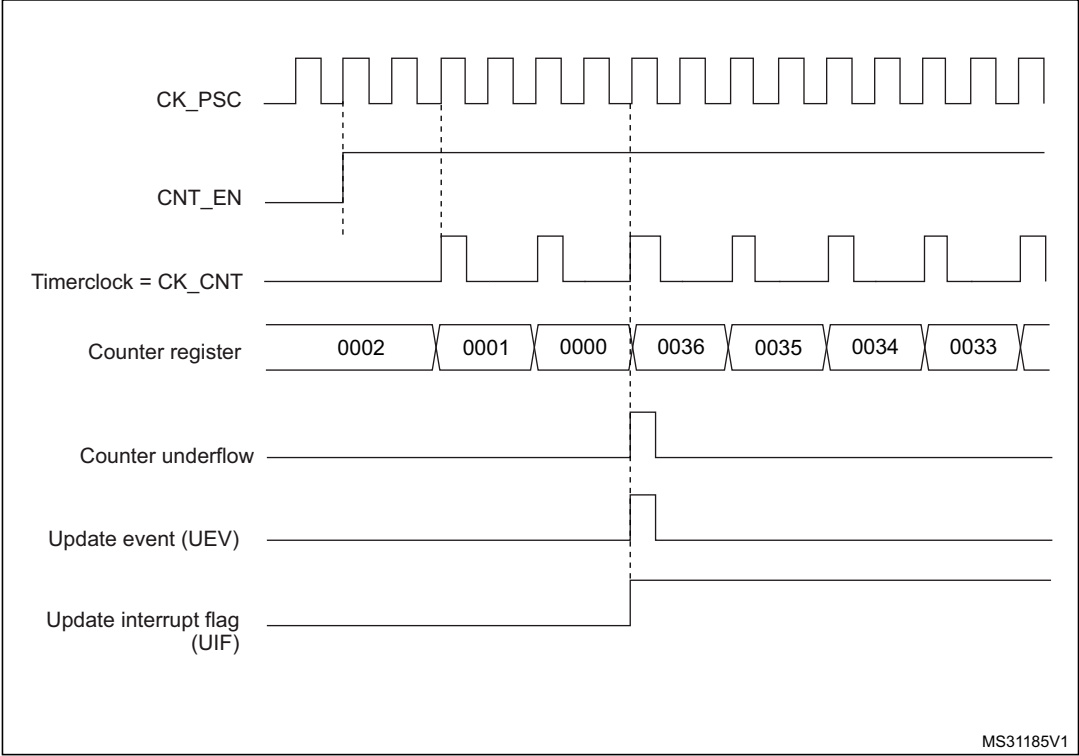 CK_PSC
CNT_EN
Timerclock = CK_CNT
Counter register
0002
0001
0000
0036
0035
0034
0033
Counter underflow
Update event (UEV)
Update interrupt flag
(UIF)
MS31185V1